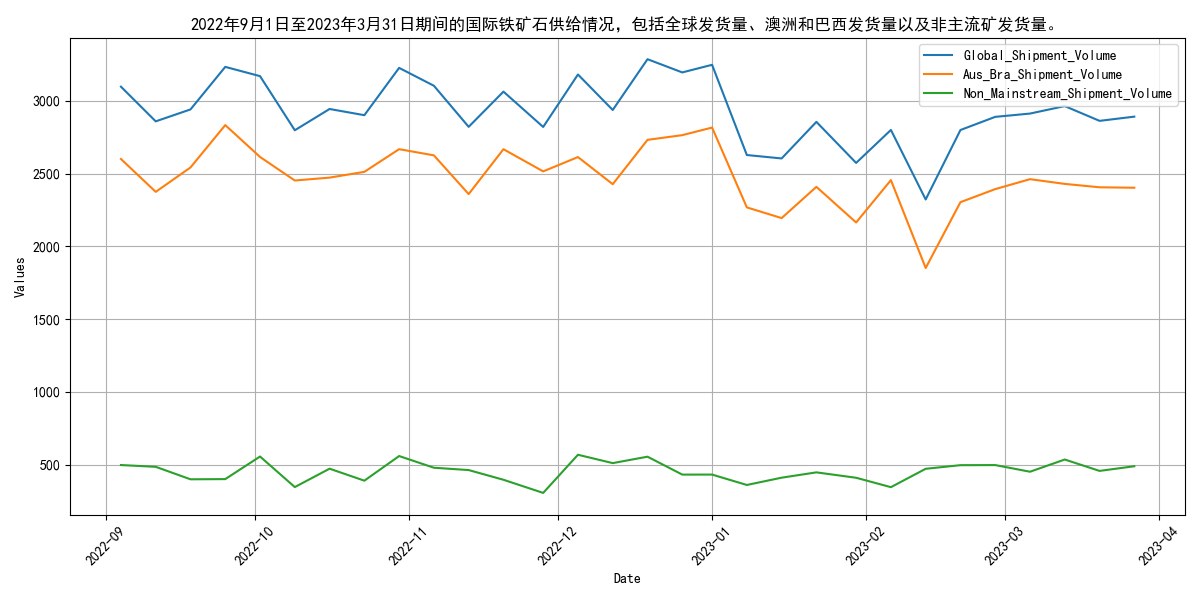 2022年9月1日至2023年3月31日期间的国际铁矿石供给情况，包括全球发货量、澳洲和巴西发货量以及非主流矿发货量。
Global_Shipment_Volume
Aus_Bra_Shipment_Volume
Non_Mainstream_Shipment_Volume
3000
2500
2000
1500
1000
500
Values
2022-09
2022-10
2022-11
2022-12
2023-01
2023-02
2023-03
2023-04
Date